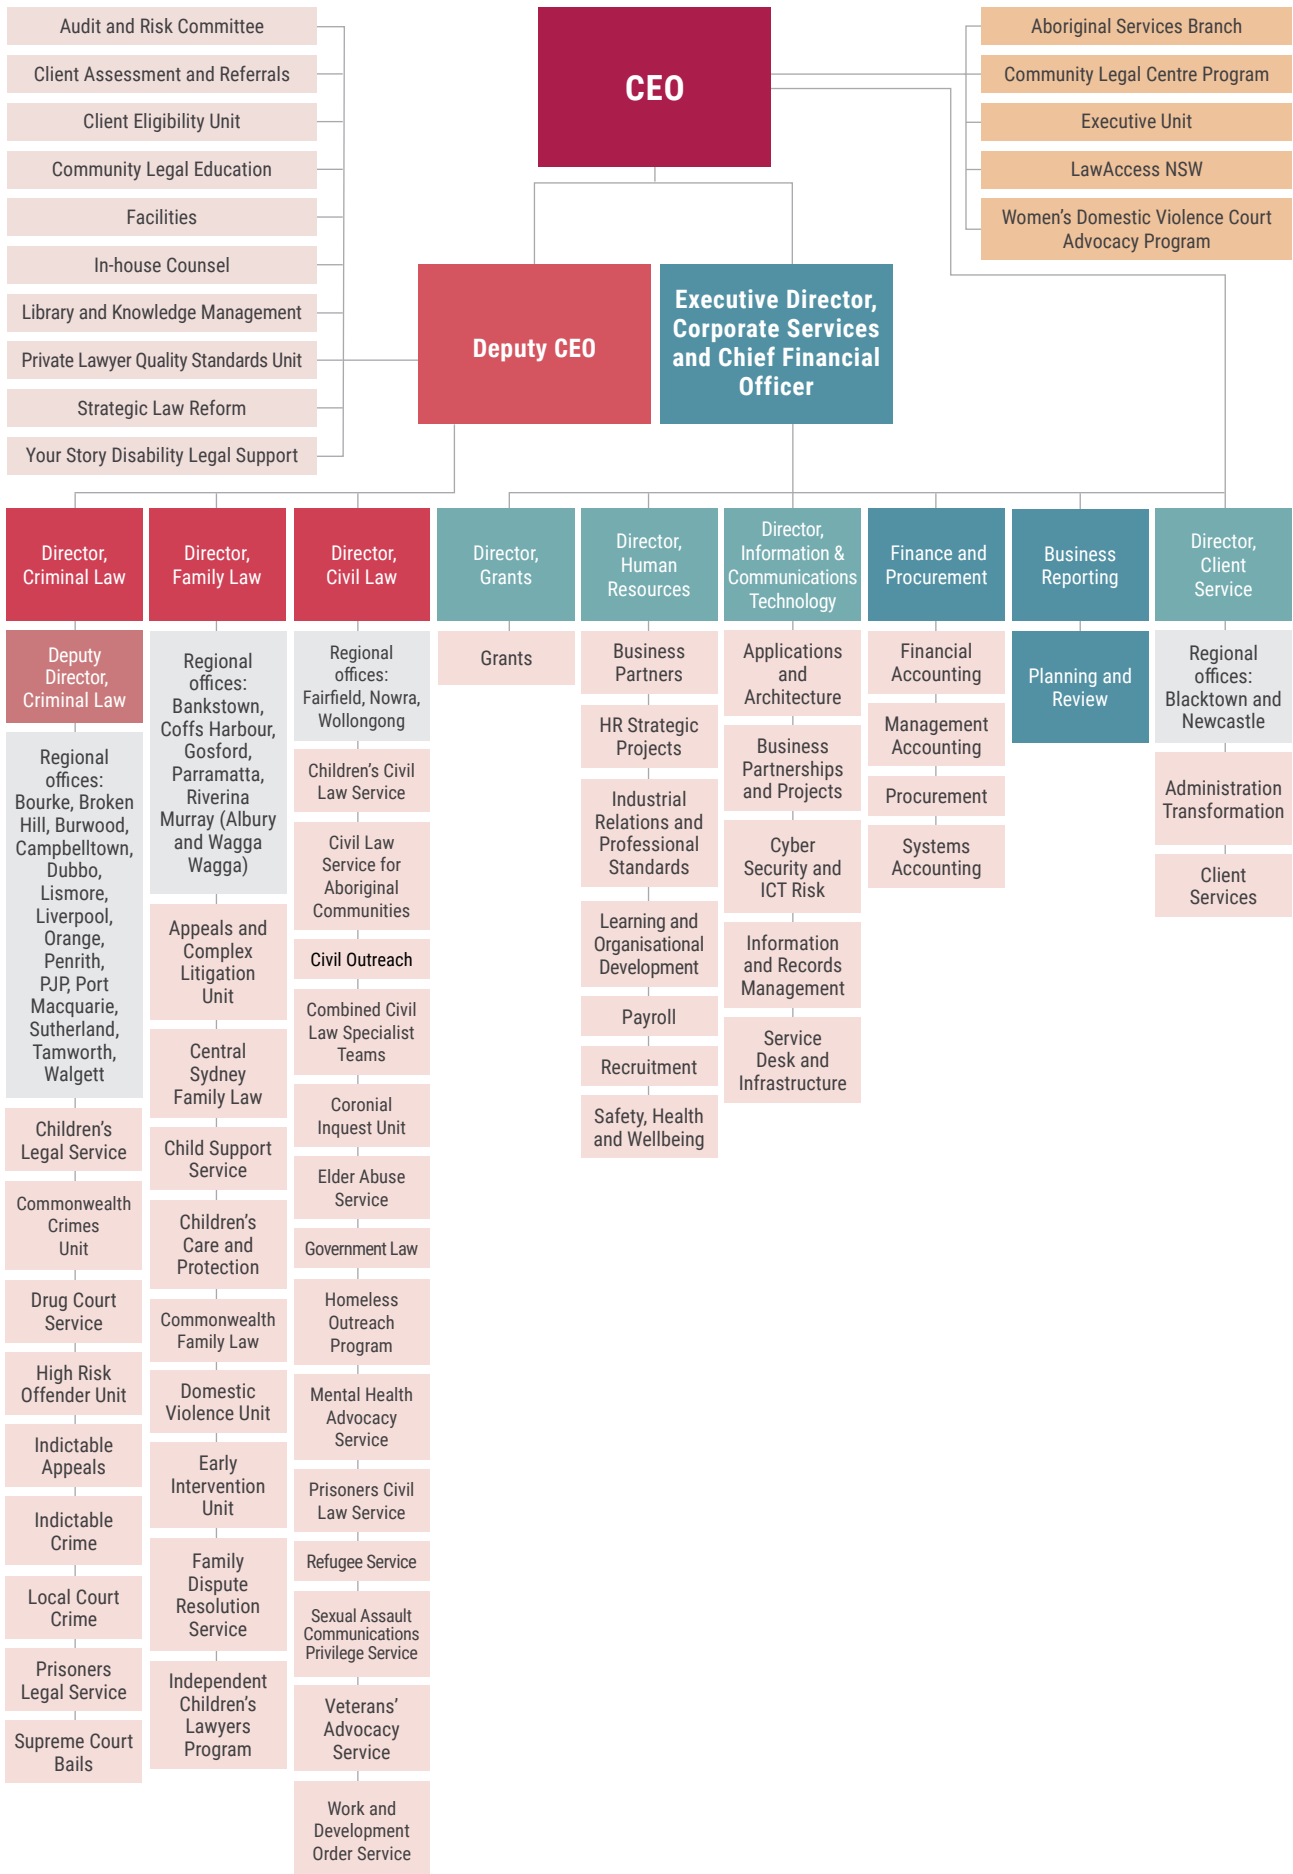 Audit and Risk Committee
Client Assessment and Referrals
Client Eligibility Unit
Community Legal Education
Facilities
In-house Counsel
Library and Knowledge Management
Private Lawyer Quality Standards Unit
Strategic Law Reform
Your Story Disability Legal Support
CEO
Aboriginal Services Branch
Community Legal Centre Program
Executive Unit
LawAccess NSW
Women's Domestic Violence Court
Advocacy Program
Deputy CEO
Executive Director,
Corporate Services
and Chief Financial
Officer
Director,
Criminal Law
Deputy
Director,
Criminal Law
Regional
offices:
Bourke, Broken
Hill, Burwood,
Campbelltown,
Dubbo,
Lismore,
Liverpool,
Orange,
Penrith,
PJP, Port
Macquarie,
Sutherland,
Tamworth,
Walgett
Children's
Legal Service
Commonwealth
Crimes
Unit
Drug Court
Service
High Risk
Offender Unit
Indictable
Appeals
Indictable
Crime
Local Court
Crime
Prisoners
Legal Service
Supreme Court
Bails
Director,
Family Law
Regional
offices:
Bankstown,
Coffs Harbour,
Gosford,
Parramatta,
Riverina
Murray (Albury
and Wagga
Wagga)
Appeals and
Complex
Litigation
Unit
Central
Sydney
Family Law
Child Support
Service
Children's
Care and
Protection
Commonwealth
Family Law
Domestic
Violence Unit
Early
Intervention
Unit
Family
Dispute
Resolution
Service
Independent
Children's
Lawyers
Program
Director,
Civil Law
Regional
offices:
Fairfield, Nowra,
Wollongong
Children's Civil
Law Service
Civil Law
Service for
Aboriginal
Communities
Civil Outreach
Combined Civil
Law Specialist
Teams
Coronial
Inquest Unit
Elder Abuse
Service
Government Law
Homeless
Outreach
Program
Mental Health
Advocacy
Service
Prisoners Civil
Law Service
Refugee Service
Sexual Assault
Communications
Privilege Service
Veterans'
Advocacy
Service
Work and
Development
Order Service
Director,
Grants
Grants
Director,
Human
Resources
Business
Partners
HR Strategic
Projects
Industrial
Relations and
Professional
Standards
Learning and
Organisational
Development
Payroll
Recruitment
Safety, Health
and Wellbeing
Director,
Information &
Communications
Technology
Applications
and
Architecture
Business
Partnerships
and Projects
Cyber
Security and
ICT Risk
Information
and Records
Management
Service
Desk and
Infrastructure
Finance and
Procurement
Financial
Accounting
Management
Accounting
Procurement
Systems
Accounting
Business
Reporting
Planning and
Review
Director,
Client
Service
Regional
offices:
Blacktown and
Newcastle
Administration
Transformation
Client
Services